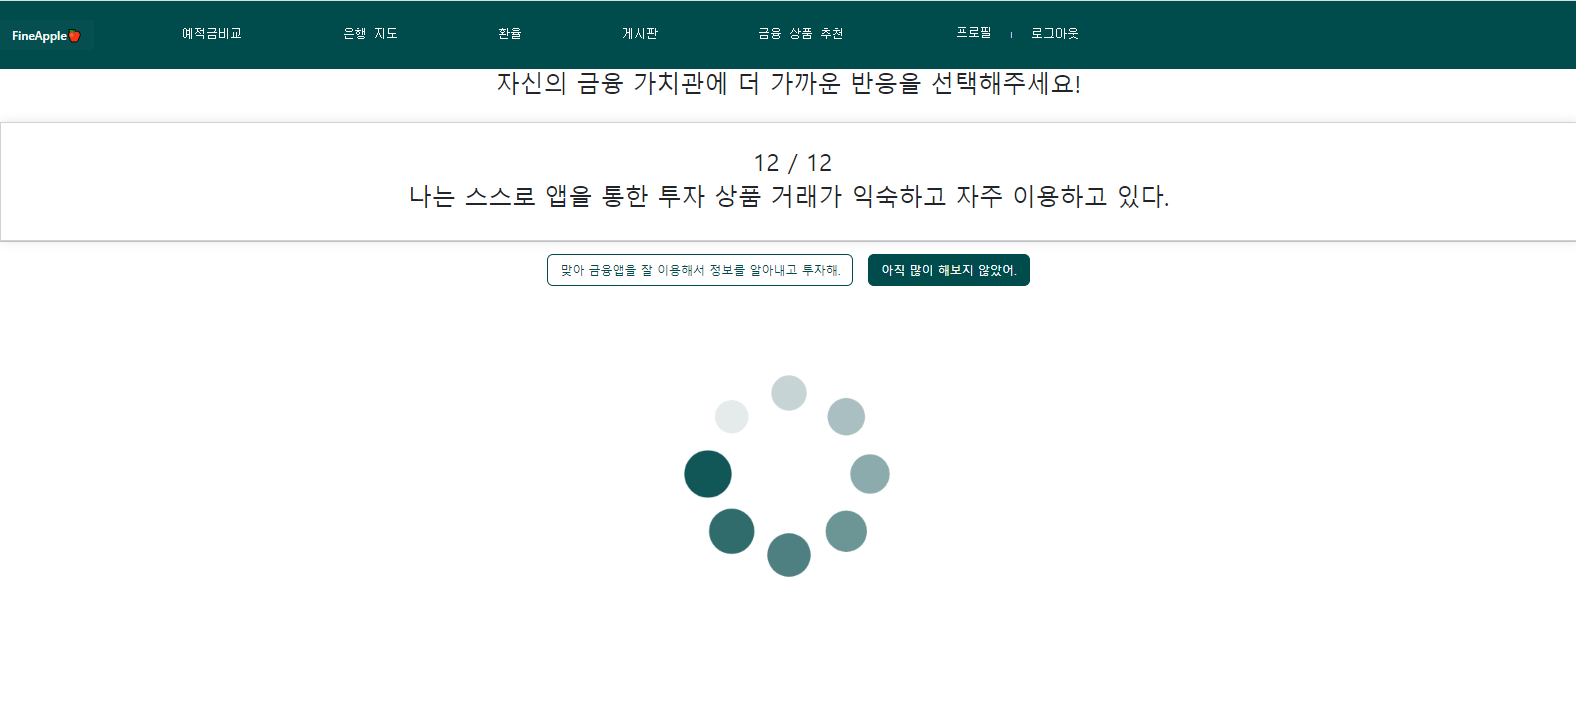 FineApple
예적금비교
은행 지도
환율
게시판
금융 상품 추천
프로필
로그아웃
자신의 금융 가치관에 더 가까운 반응을 선택해주세요!
12 / 12
나는 스스로 앱을 통한 투자 상품 거래가 익숙하고 자주 이용하고 있다.
맞아 금융앱을 잘 이용해서 정보를 알아내고 투자해.
아직 많이 해보지 않았어.